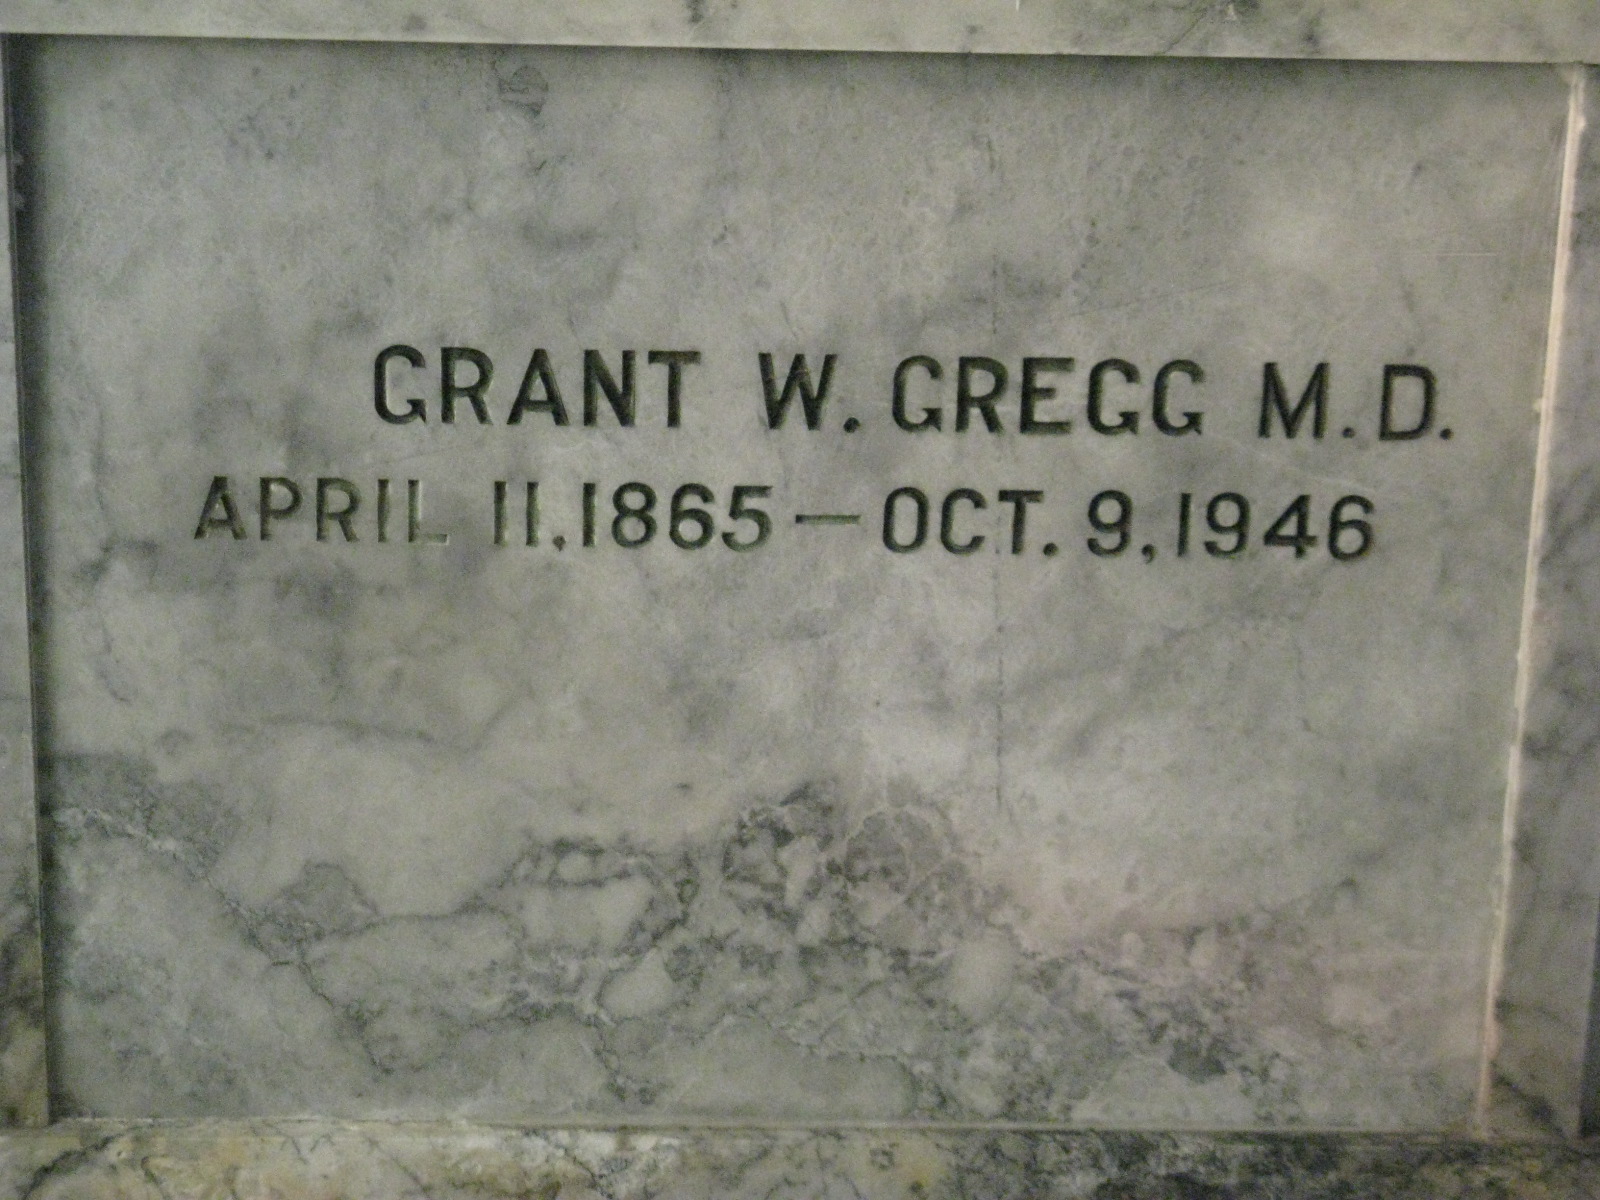 GRANT W. GREGG M.D.
APRIL 11,1865 — OCT. 9,1946